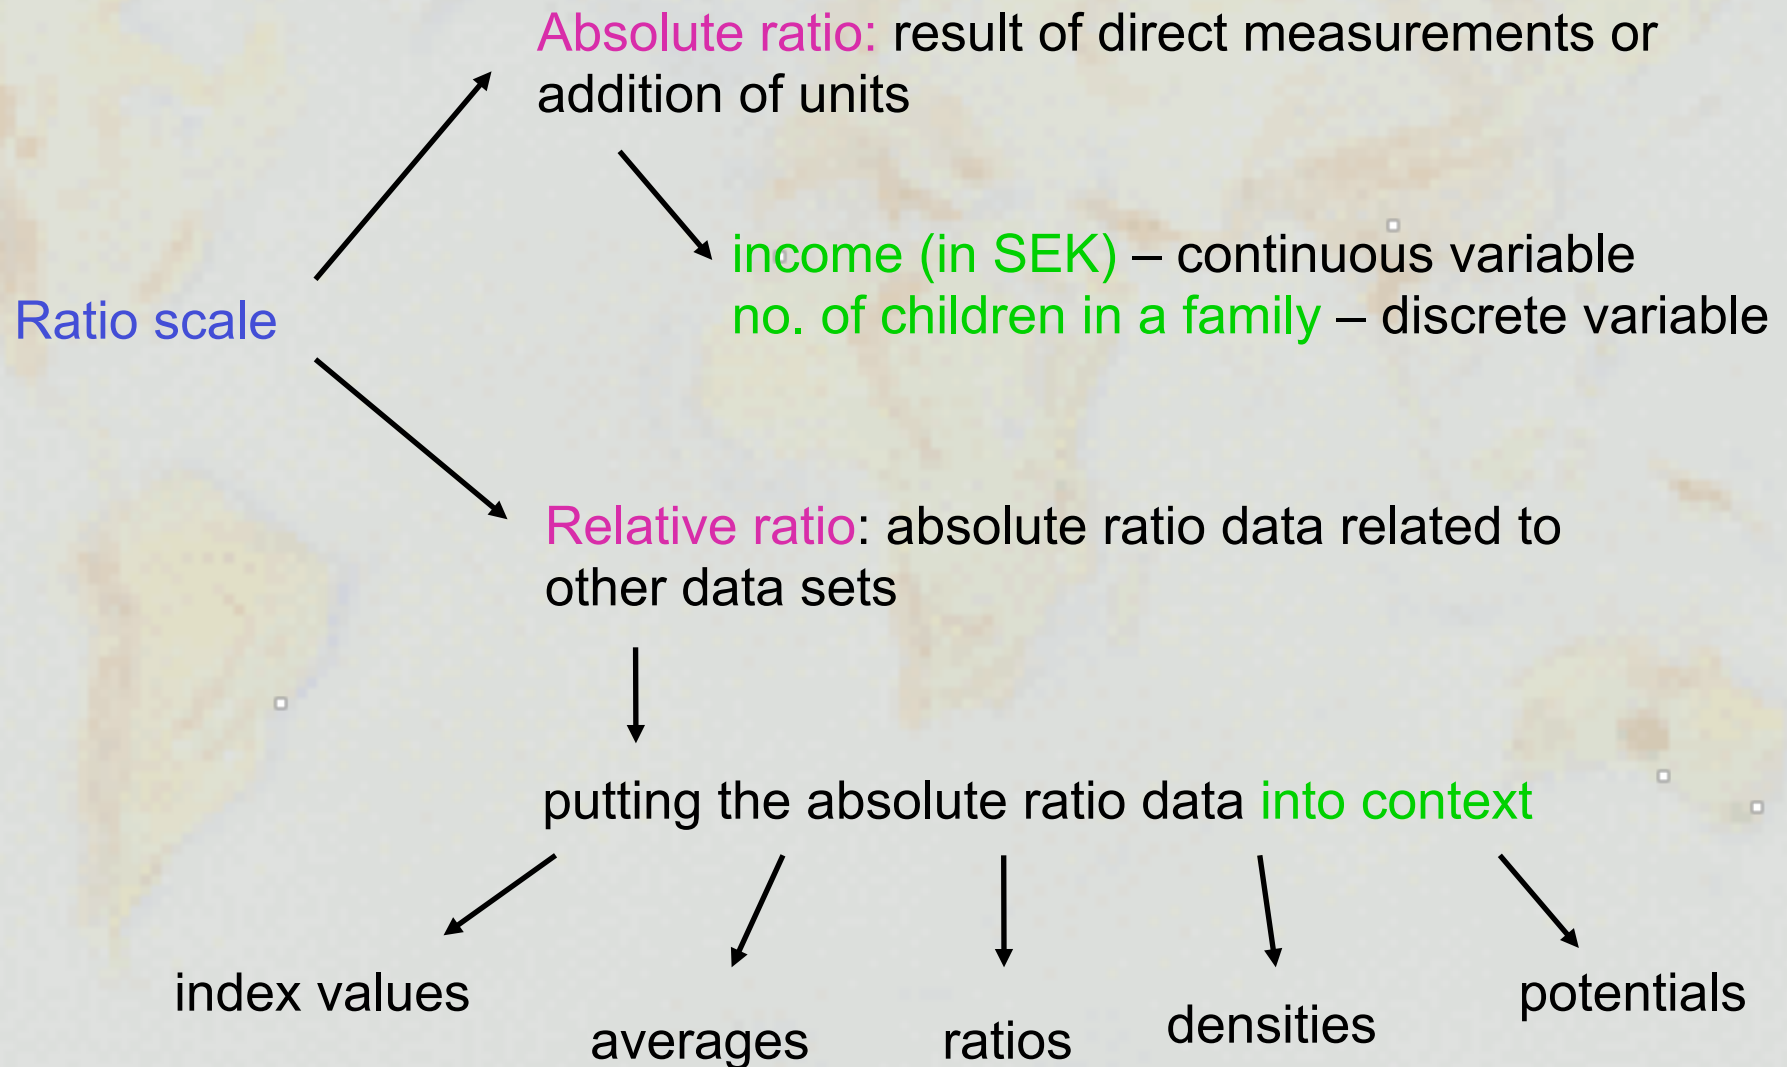 Absolute ratio: result of direct measurements or
addition of units
income (in SEK) – continuous variable
no. of children in a family – discrete variable
Ratio scale
Relative ratio: absolute ratio data related to
other data sets
putting the absolute ratio data into context
index values
averages
ratios
densities
potentials